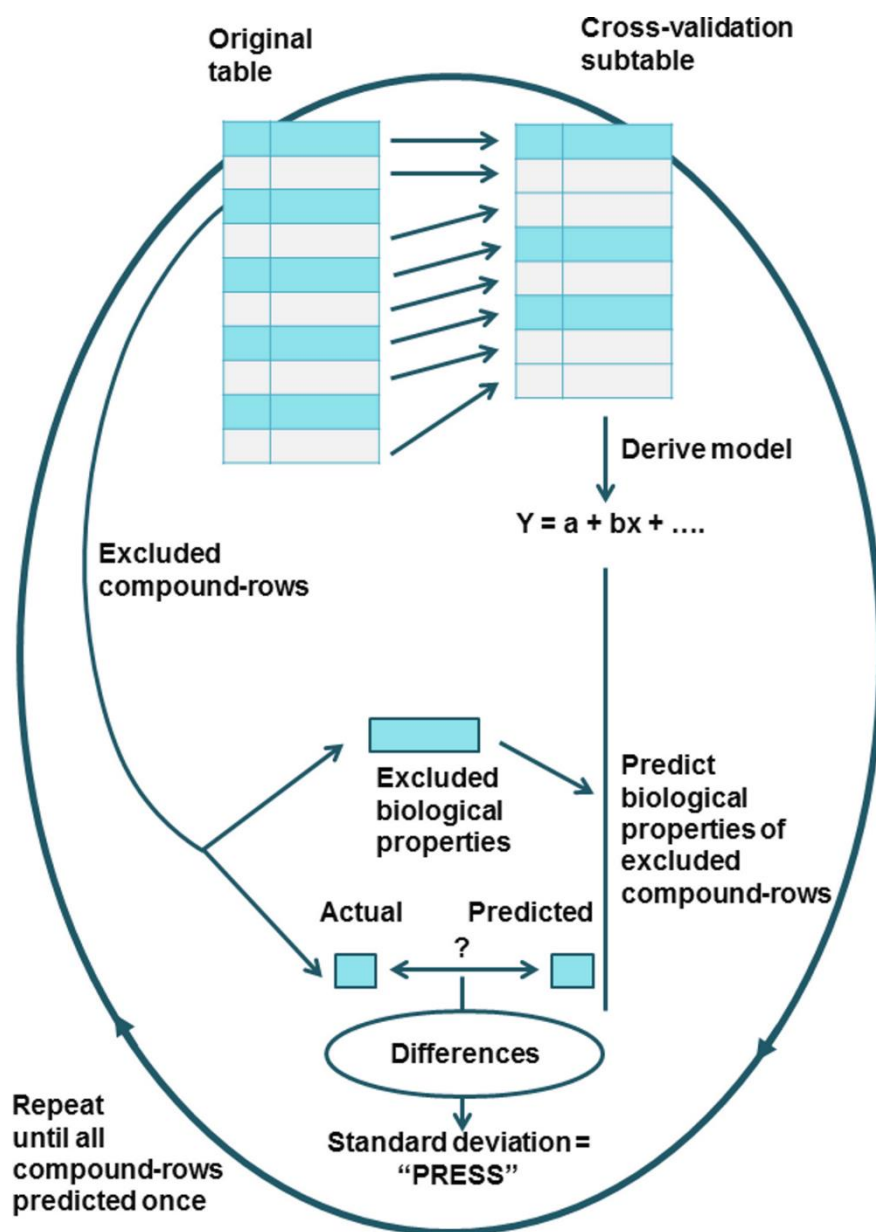 Original
table
Cross-validation
subtable
Derive model
Y = a + bx + ....
Excluded
compound-rows
Excluded
biological
properties
Predict
biological
properties of
excluded
compound-rows
Actual
Predicted
?
Differences
Standard deviation =
“PRESS”
Repeat
until all
compound-rows
predicted once